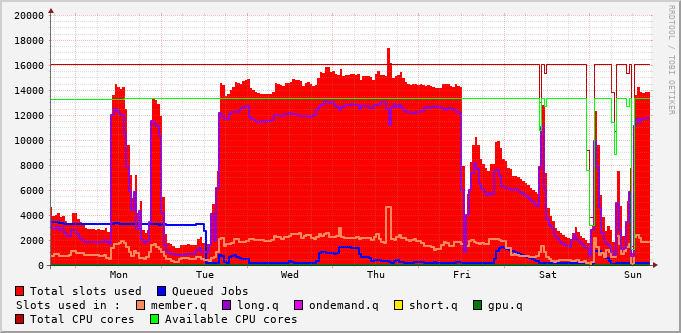 20000
18000
16000
14000
12000
10000
8000
6000
4000
2000
0
Mon Tue Wed Thu Fri Sat Sun
RRDTOOL / TOBI OETIKER
Total slots used Queued Jobs
Slots used in : member.q long.q ondemand.q short.q gpu.q
Total CPU cores Available CPU cores